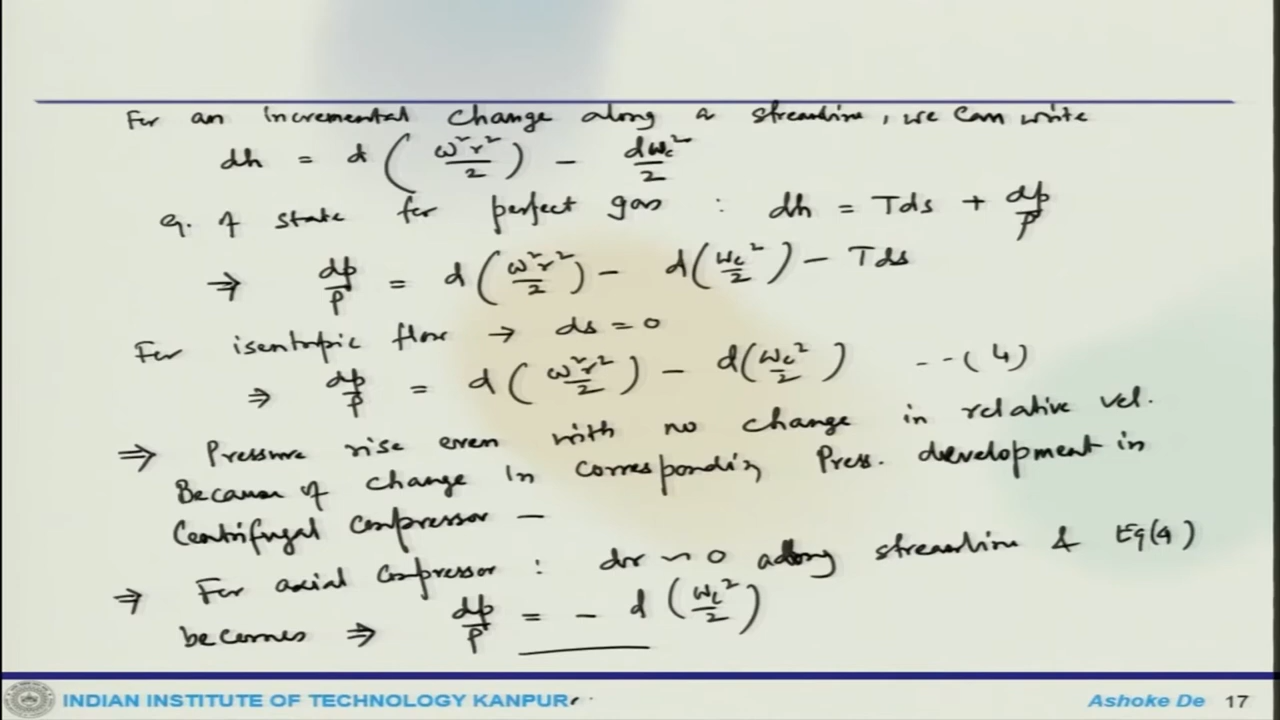 For an incremental change along a streamline, we can write
dh = d ( ω²r²/2 ) - dw_c²/2
Eq. of state for perfect gas : dh = Tds + dp/ρ
⇒ dp/ρ = d ( ω²r²/2 ) - d ( w_c²/2 ) - Tds
For isentropic flow → ds = 0
⇒ dp/ρ = d ( ω²r²/2 ) - d ( w_c²/2 ) --(4)
⇒ Pressure rise even with no change in relative vel.
Because of change in corresponding Press. development in
Centrifugal compressor —
⇒ For axial compressor : dr ~ 0 along streamline & Eq(4)
becomes ⇒ dp/ρ = - d ( w_c²/2 )
INDIAN INSTITUTE OF TECHNOLOGY KANPUR
Ashoke De 17